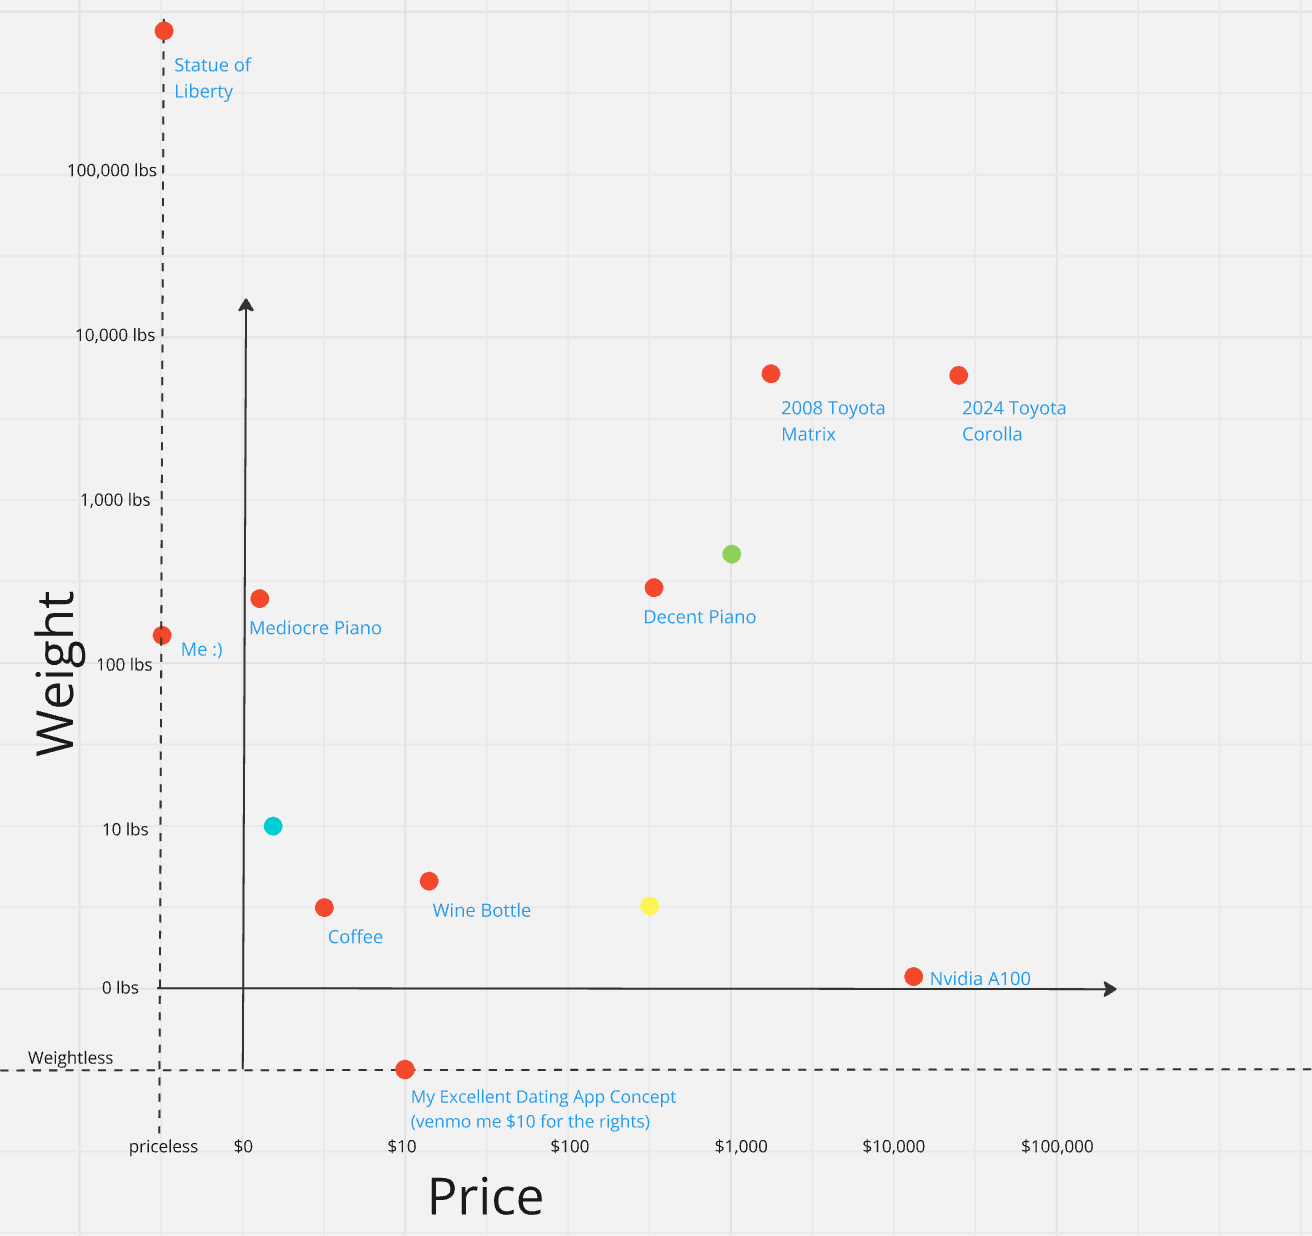 Statue of
Liberty
100,000 lbs
10,000 lbs
2008 Toyota
Matrix
2024 Toyota
Corolla
1,000 lbs
Weight
Mediocre Piano
Decent Piano
Me :)
100 lbs
10 lbs
Wine Bottle
Coffee
Nvidia A100
0 lbs
Weightless
My Excellent Dating App Concept
(venmo me $10 for the rights)
priceless $0 $10 $100 $1,000 $10,000 $100,000
Price